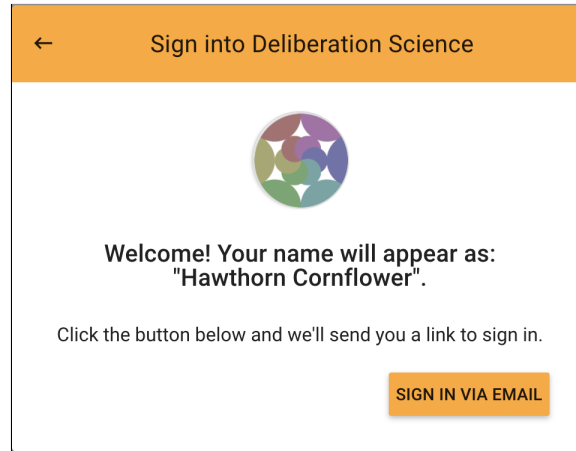 Sign into Deliberation Science
Welcome! Your name will appear as:
"Hawthorn Cornflower".
Click the button below and we'll send you a link to sign in.
SIGN IN VIA EMAIL